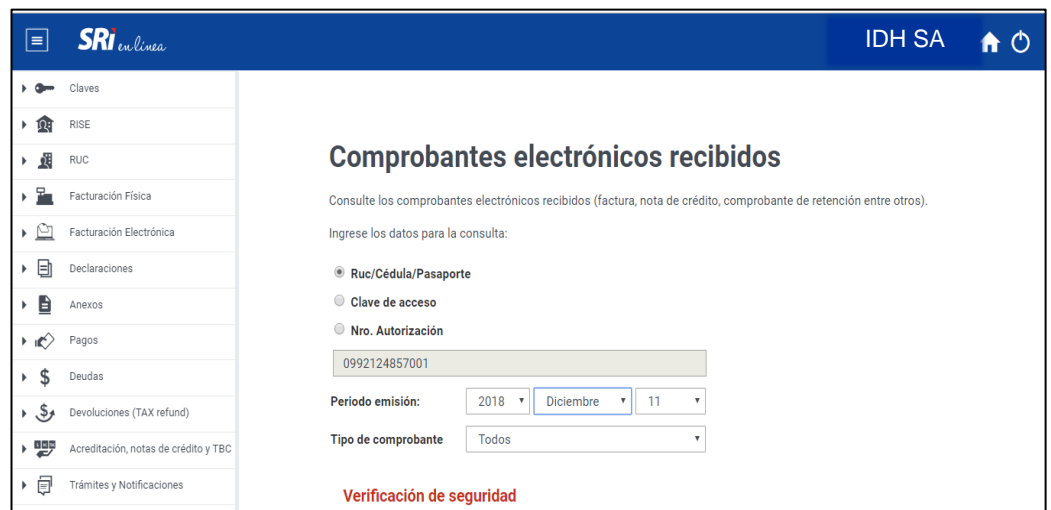 SRi en línea
IDH SA
Claves
RISE
RUC
Facturación Física
Facturación Electrónica
Declaraciones
Anexos
Pagos
Deudas
Devoluciones (TAX refund)
Acreditación, notas de crédito y TBC
Trámites y Notificaciones
Comprobantes electrónicos recibidos
Consulte los comprobantes electrónicos recibidos (factura, nota de crédito, comprobante de retención entre otros).
Ingrese los datos para la consulta:
Ruc/Cédula/Pasaporte
Clave de acceso
Nro. Autorización
0992124857001
Periodo emisión: 2018 Diciembre 11
Tipo de comprobante Todos
Verificación de seguridad